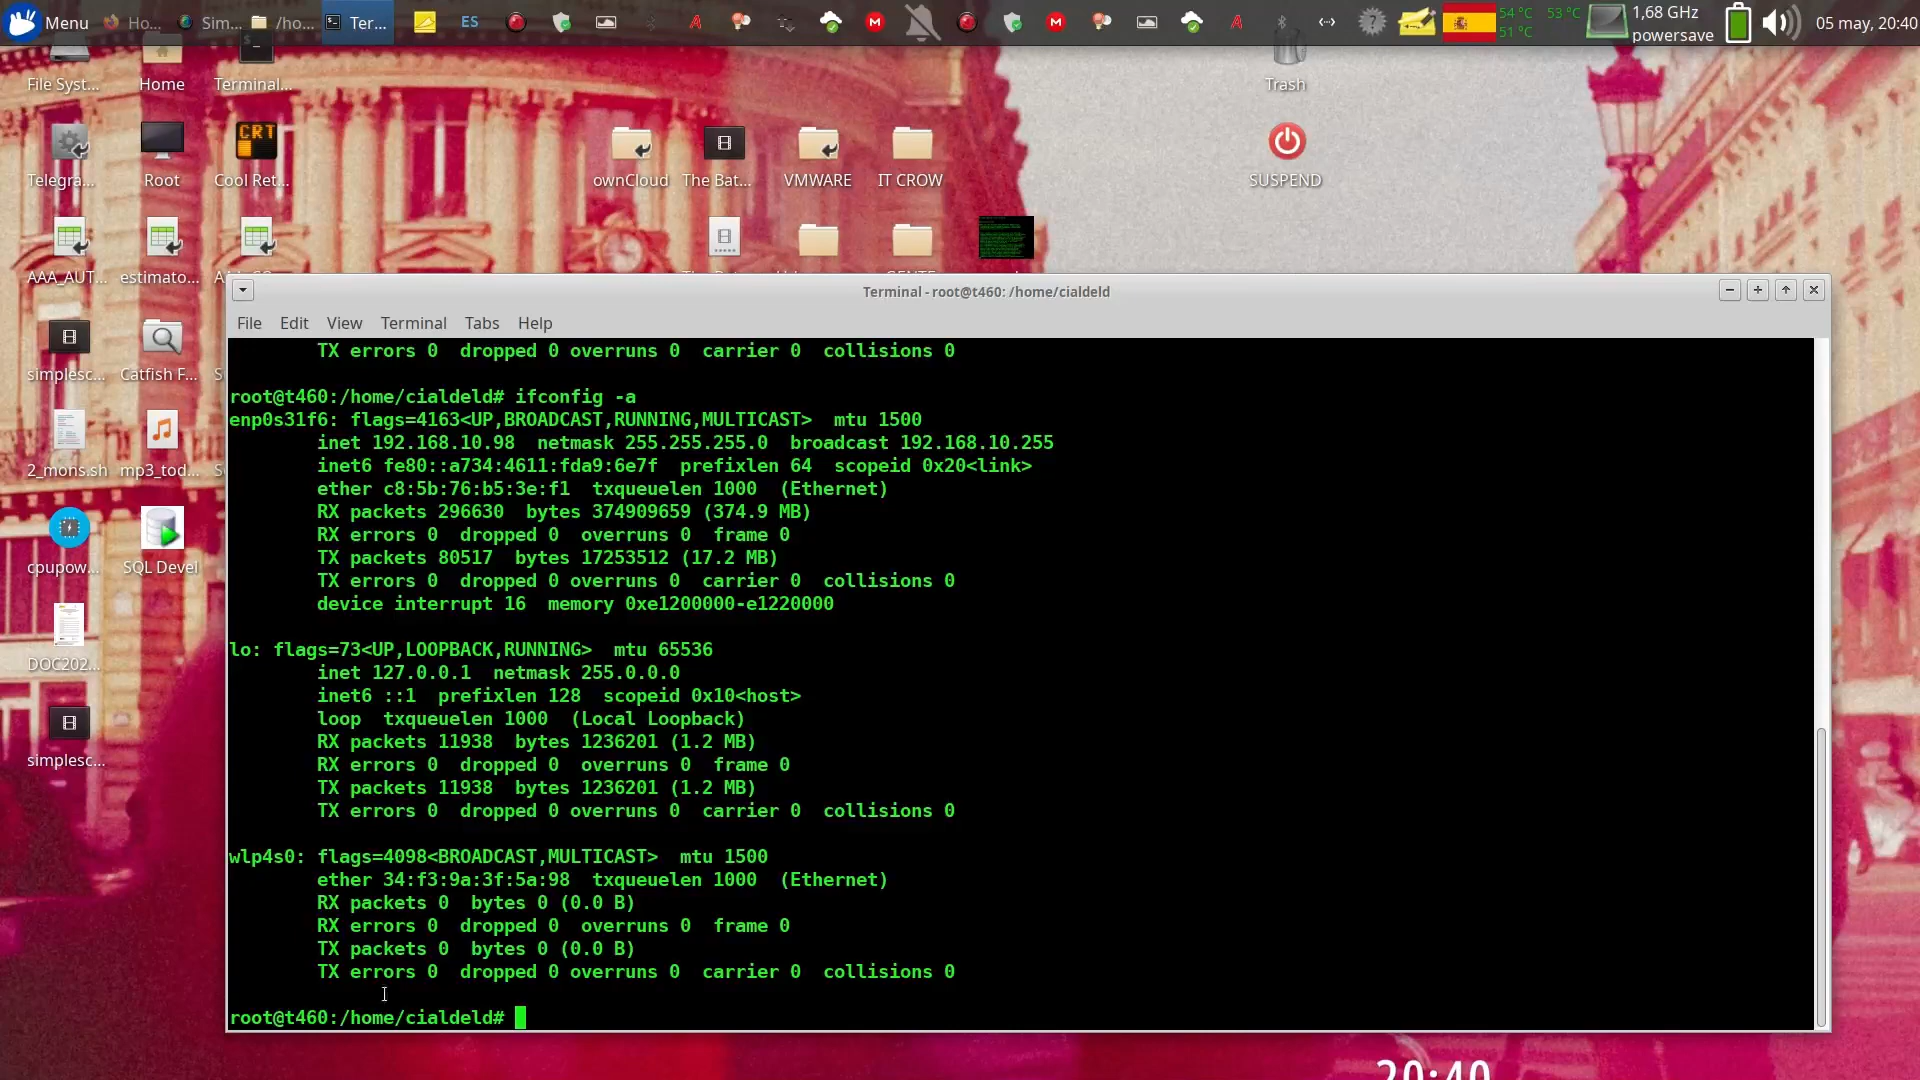 Menu
Ho...
Sim...
/ho...
Ter...
ES
54 °C
51 °C
53 °C
1,68 GHz
powersave
05 may, 20:40
File Syst...
Home
Terminal...
Trash
CRT
Telegra...
Root
Cool Ret...
ownCloud
The Bat...
VMWARE
IT CROW
SUSPEND
AAA_AUT...
estimato...
simplesc...
Catfish F...
2_mons.sh
mp3_tod...
cpupow...
SQL Devel
DOC202...
simplesc...
Terminal - root@t460: /home/cialdeld
File Edit View Terminal Tabs Help
TX errors 0  dropped 0 overruns 0  carrier 0  collisions 0
root@t460:/home/cialdeld# ifconfig -a
enp0s31f6: flags=4163<UP,BROADCAST,RUNNING,MULTICAST>  mtu 1500
inet 192.168.10.98  netmask 255.255.255.0  broadcast 192.168.10.255
inet6 fe80::a734:4611:fda9:6e7f  prefixlen 64  scopeid 0x20<link>
ether c8:5b:76:b5:3e:f1  txqueuelen 1000  (Ethernet)
RX packets 296630  bytes 374909659 (374.9 MB)
RX errors 0  dropped 0  overruns 0  frame 0
TX packets 80517  bytes 17253512 (17.2 MB)
TX errors 0  dropped 0 overruns 0  carrier 0  collisions 0
device interrupt 16  memory 0xe1200000-e1220000
lo: flags=73<UP,LOOPBACK,RUNNING>  mtu 65536
inet 127.0.0.1  netmask 255.0.0.0
inet6 ::1  prefixlen 128  scopeid 0x10<host>
loop  txqueuelen 1000  (Local Loopback)
RX packets 11938  bytes 1236201 (1.2 MB)
RX errors 0  dropped 0  overruns 0  frame 0
TX packets 11938  bytes 1236201 (1.2 MB)
TX errors 0  dropped 0 overruns 0  carrier 0  collisions 0
wlp4s0: flags=4098<BROADCAST,MULTICAST>  mtu 1500
ether 34:f3:9a:3f:5a:98  txqueuelen 1000  (Ethernet)
RX packets 0  bytes 0 (0.0 B)
RX errors 0  dropped 0  overruns 0  frame 0
TX packets 0  bytes 0 (0.0 B)
TX errors 0  dropped 0 overruns 0  carrier 0  collisions 0
root@t460:/home/cialdeld#
20:40